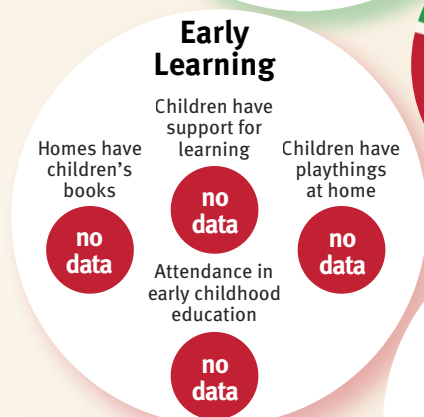 Early
Learning
Children have
support for
learning
no
data
Homes have
children’s
books
no
data
Children have
playthings
at home
no
data
Attendance in
early childhood
education
no
data